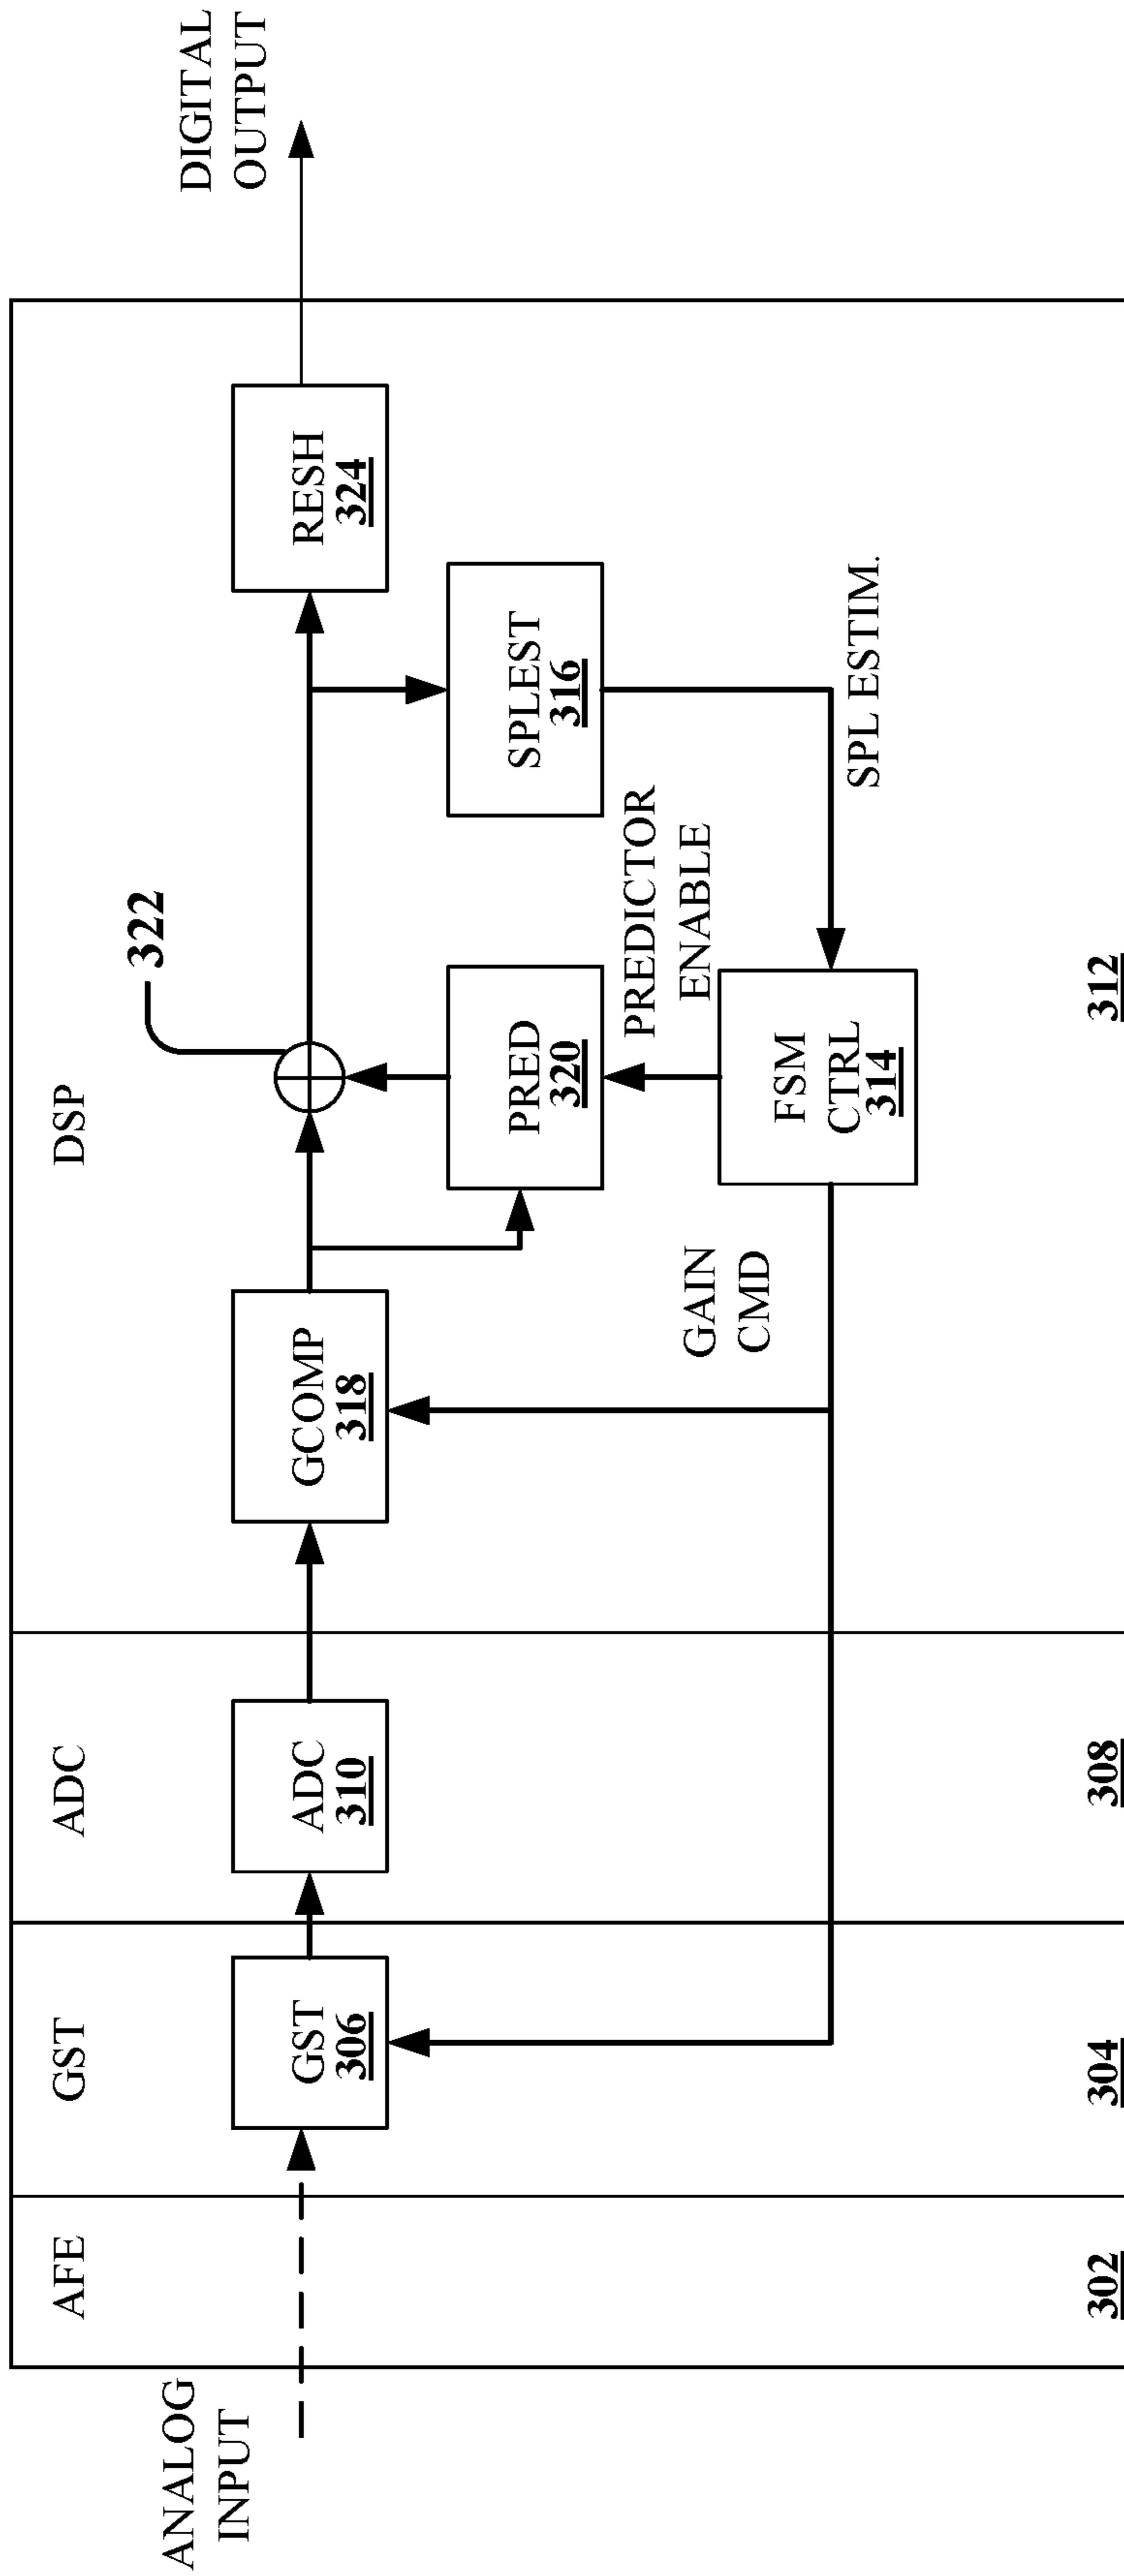 ANALOG
INPUT
AFE
302
GST
304
GST
306
ADC
308
ADC
310
DSP
312
GCOMP
318
322
PRED
320
PREDICTOR
ENABLE
FSM
CTRL
314
GAIN
CMD
SPLEST
316
SPL ESTIM.
RESH
324
DIGITAL
OUTPUT